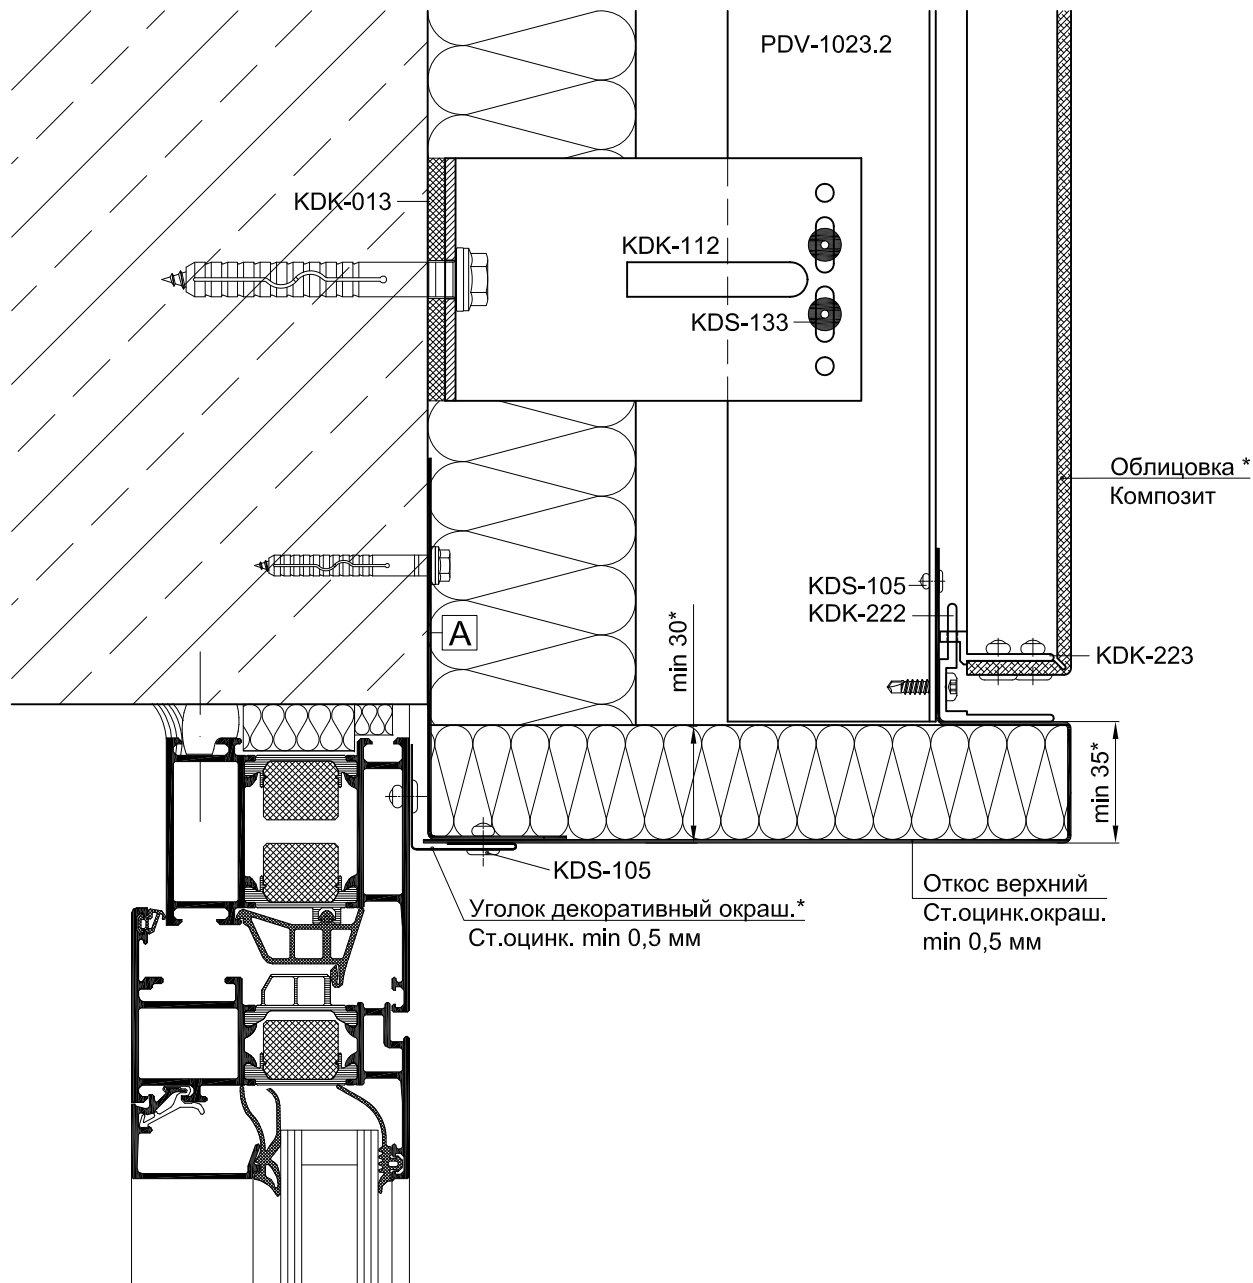 PDV-1023.2
KDK-013
KDK-112
KDS-133
Облицовка *
Композит
KDS-105
KDK-222
A
min 30*
KDK-223
min 35*
KDS-105
Откос верхний
Ст.оцинк.окраш.
min 0,5 мм
Уголок декоративный окраш.*
Ст.оцинк. min 0,5 мм